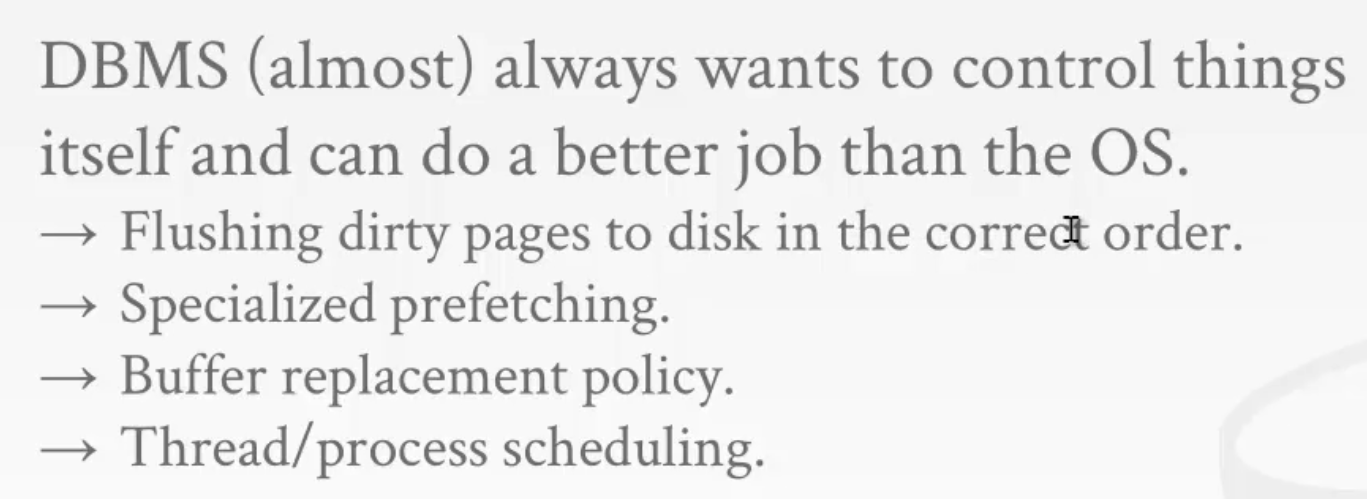 DBMS (almost) always wants to control things
itself and can do a better job than the OS.
→ Flushing dirty pages to disk in the correct order.
→ Specialized prefetching.
→ Buffer replacement policy.
→ Thread/process scheduling.